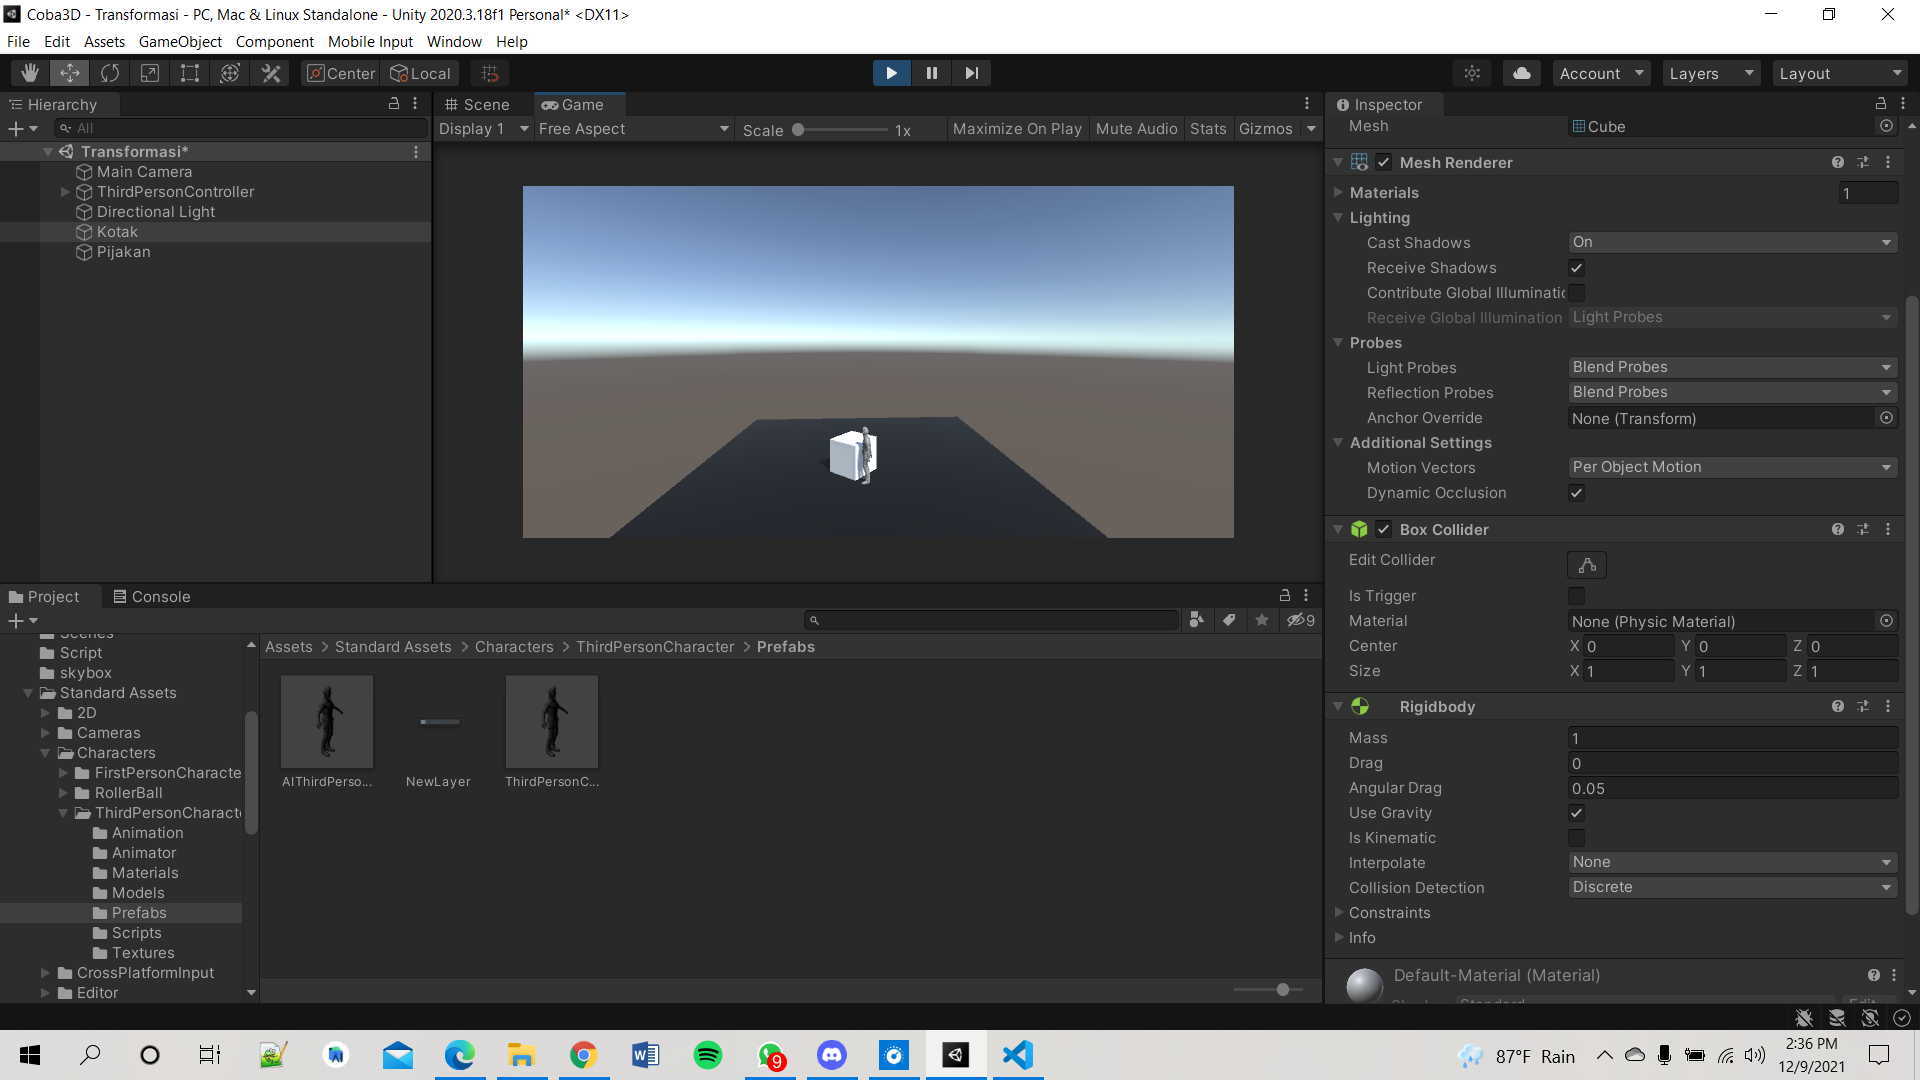 Coba3D - Transformasi - PC, Mac & Linux Standalone - Unity 2020.3.18f1 Personal* <DX11>
File Edit Assets GameObject Component Mobile Input Window Help
Center Local Account Layers Layout
Hierarchy
All
Transformasi*
Main Camera
ThirdPersonController
Directional Light
Kotak
Pijakan
Scene Game
Display 1 Free Aspect Scale 1x Maximize On Play Mute Audio Stats Gizmos
Inspector
Mesh Cube
Mesh Renderer
Materials 1
Lighting
Cast Shadows On
Receive Shadows
Contribute Global Illuminatic
Receive Global Illumination Light Probes
Probes
Light Probes Blend Probes
Reflection Probes Blend Probes
Anchor Override None (Transform)
Additional Settings
Motion Vectors Per Object Motion
Dynamic Occlusion
Box Collider
Edit Collider
Is Trigger
Material None (Physic Material)
Center X 0 Y 0 Z 0
Size X 1 Y 1 Z 1
Rigidbody
Mass 1
Drag 0
Angular Drag 0.05
Use Gravity
Is Kinematic
Interpolate None
Collision Detection Discrete
Constraints
Info
Default-Material (Material)
Project Console
9
Scenes
Script
skybox
Standard Assets
2D
Cameras
Characters
FirstPersonCharacte
RollerBall
ThirdPersonCharact
Animation
Animator
Materials
Models
Prefabs
Scripts
Textures
CrossPlatformInput
Editor
Assets > Standard Assets > Characters > ThirdPersonCharacter > Prefabs
AIThirdPerso... NewLayer ThirdPersonC...
9
87°F Rain
2:36 PM
12/9/2021